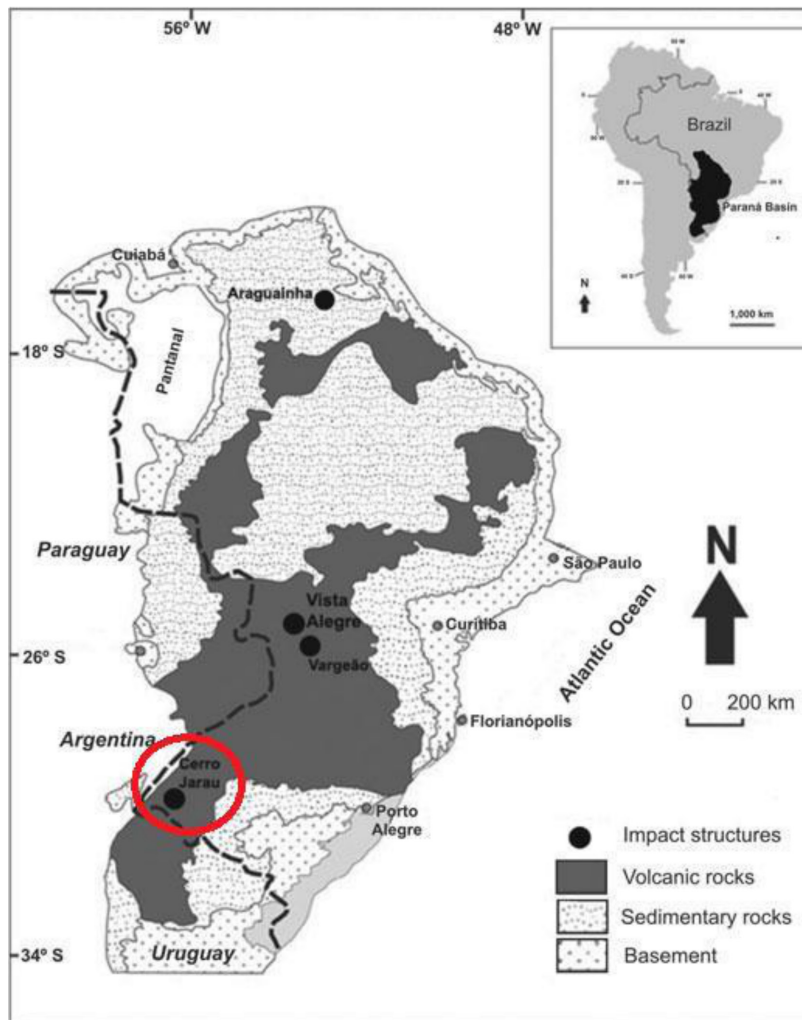 56º W
48º W
Brazil
Paraná Basin
N
1,000 km
Cuiabá
Araguainha
18º S
Pantanal
Paraguay
Vista
Alegre
São Paulo
N
Curitiba
Vargeão
26º S
Atlantic Ocean
0 200 km
Florianópolis
Argentina
Cerro
Jarau
Porto
Alegre
Impact structures
Volcanic rocks
Sedimentary rocks
Uruguay
Basement
34º S